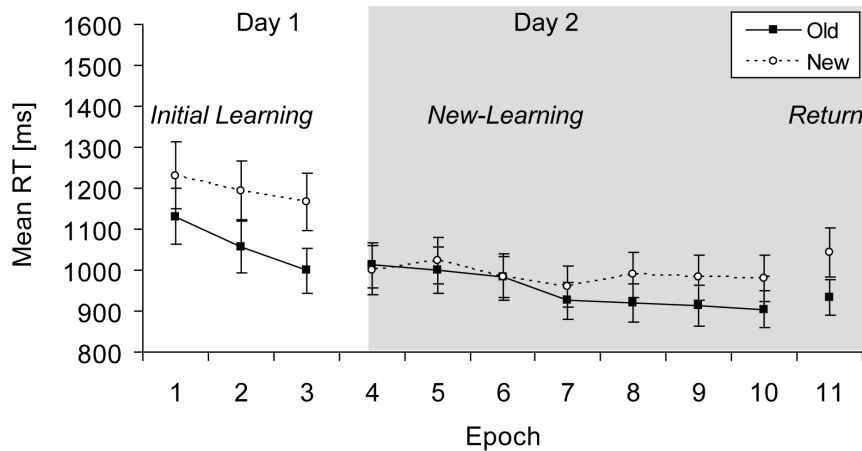 Day 1
Day 2
Old
New
Initial Learning
New-Learning
Return
Mean RT [ms]
1600
1500
1400
1300
1200
1100
1000
900
800
1 2 3 4 5 6 7 8 9 10 11
Epoch